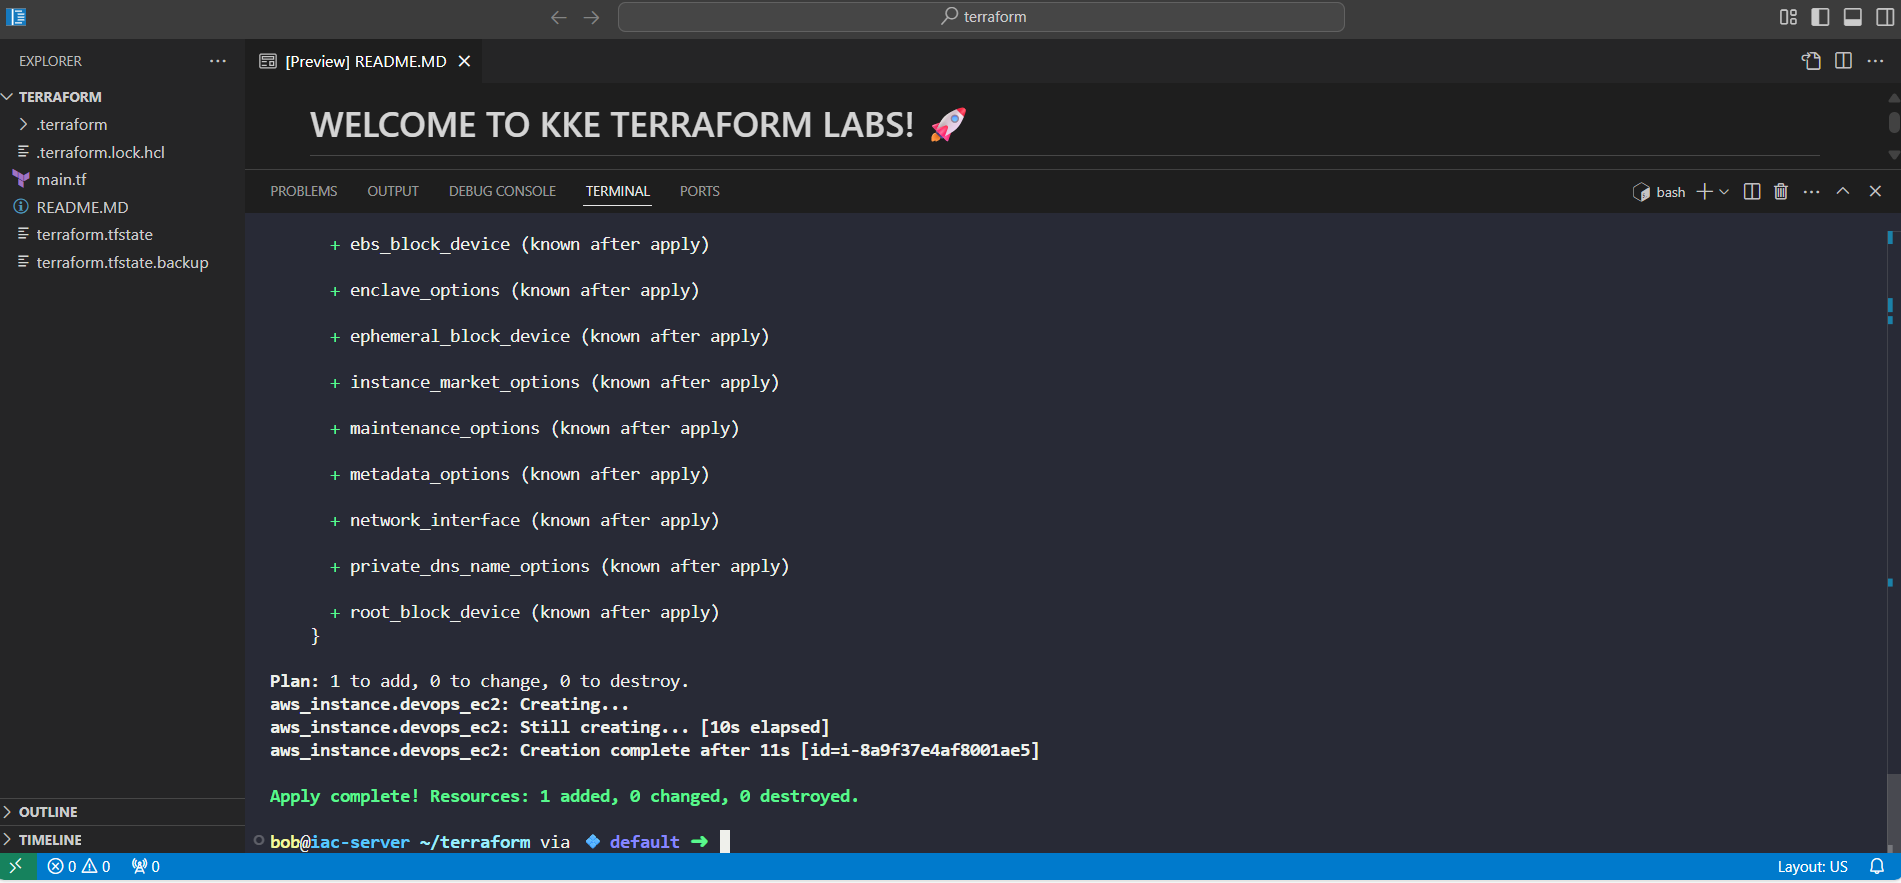 terraform
EXPLORER
[Preview] README.MD
TERRAFORM
.terraform
.terraform.lock.hcl
main.tf
README.MD
terraform.tfstate
terraform.tfstate.backup
OUTLINE
TIMELINE
WELCOME TO KKE TERRAFORM LABS! 🚀
PROBLEMS OUTPUT DEBUG CONSOLE TERMINAL PORTS
bash
+ ebs_block_device (known after apply)
+ enclave_options (known after apply)
+ ephemeral_block_device (known after apply)
+ instance_market_options (known after apply)
+ maintenance_options (known after apply)
+ metadata_options (known after apply)
+ network_interface (known after apply)
+ private_dns_name_options (known after apply)
+ root_block_device (known after apply)
}
Plan: 1 to add, 0 to change, 0 to destroy.
aws_instance.devops_ec2: Creating...
aws_instance.devops_ec2: Still creating... [10s elapsed]
aws_instance.devops_ec2: Creation complete after 11s [id=i-8a9f37e4af8001ae5]
Apply complete! Resources: 1 added, 0 changed, 0 destroyed.
bob@iac-server ~/terraform via 💠 default ➜
0 0 0
Layout: US